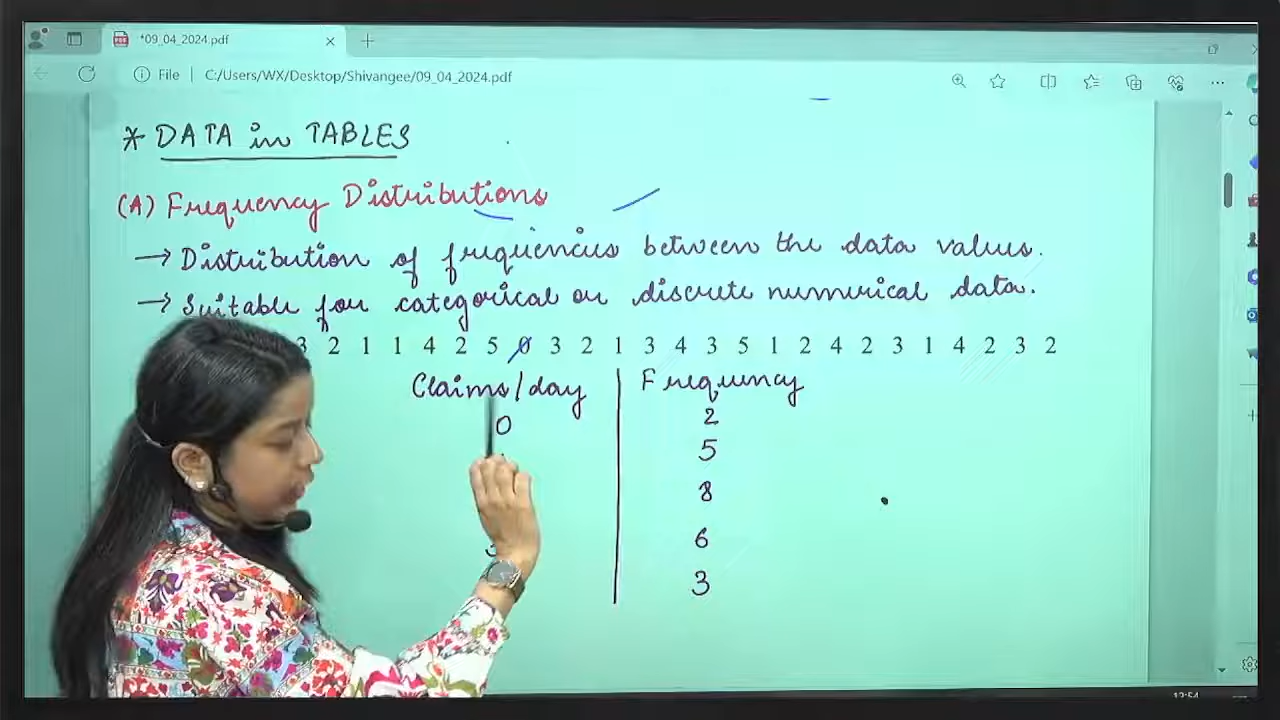 *09_04_2024.pdf
File | C:/Users/WX/Desktop/Shivangee/09_04_2024.pdf
* DATA in TABLES
(A) Frequency Distributions
→ Distribution of frequiencies between the data values.
→ Suitable for categorical or discrete numerical data.
3 2 1 1 4 2 5 0 3 2 1 3 4 3 5 1 2 4 2 3 1 4 2 3 2
Claims/day Frequency
0 2
5
8
6
3